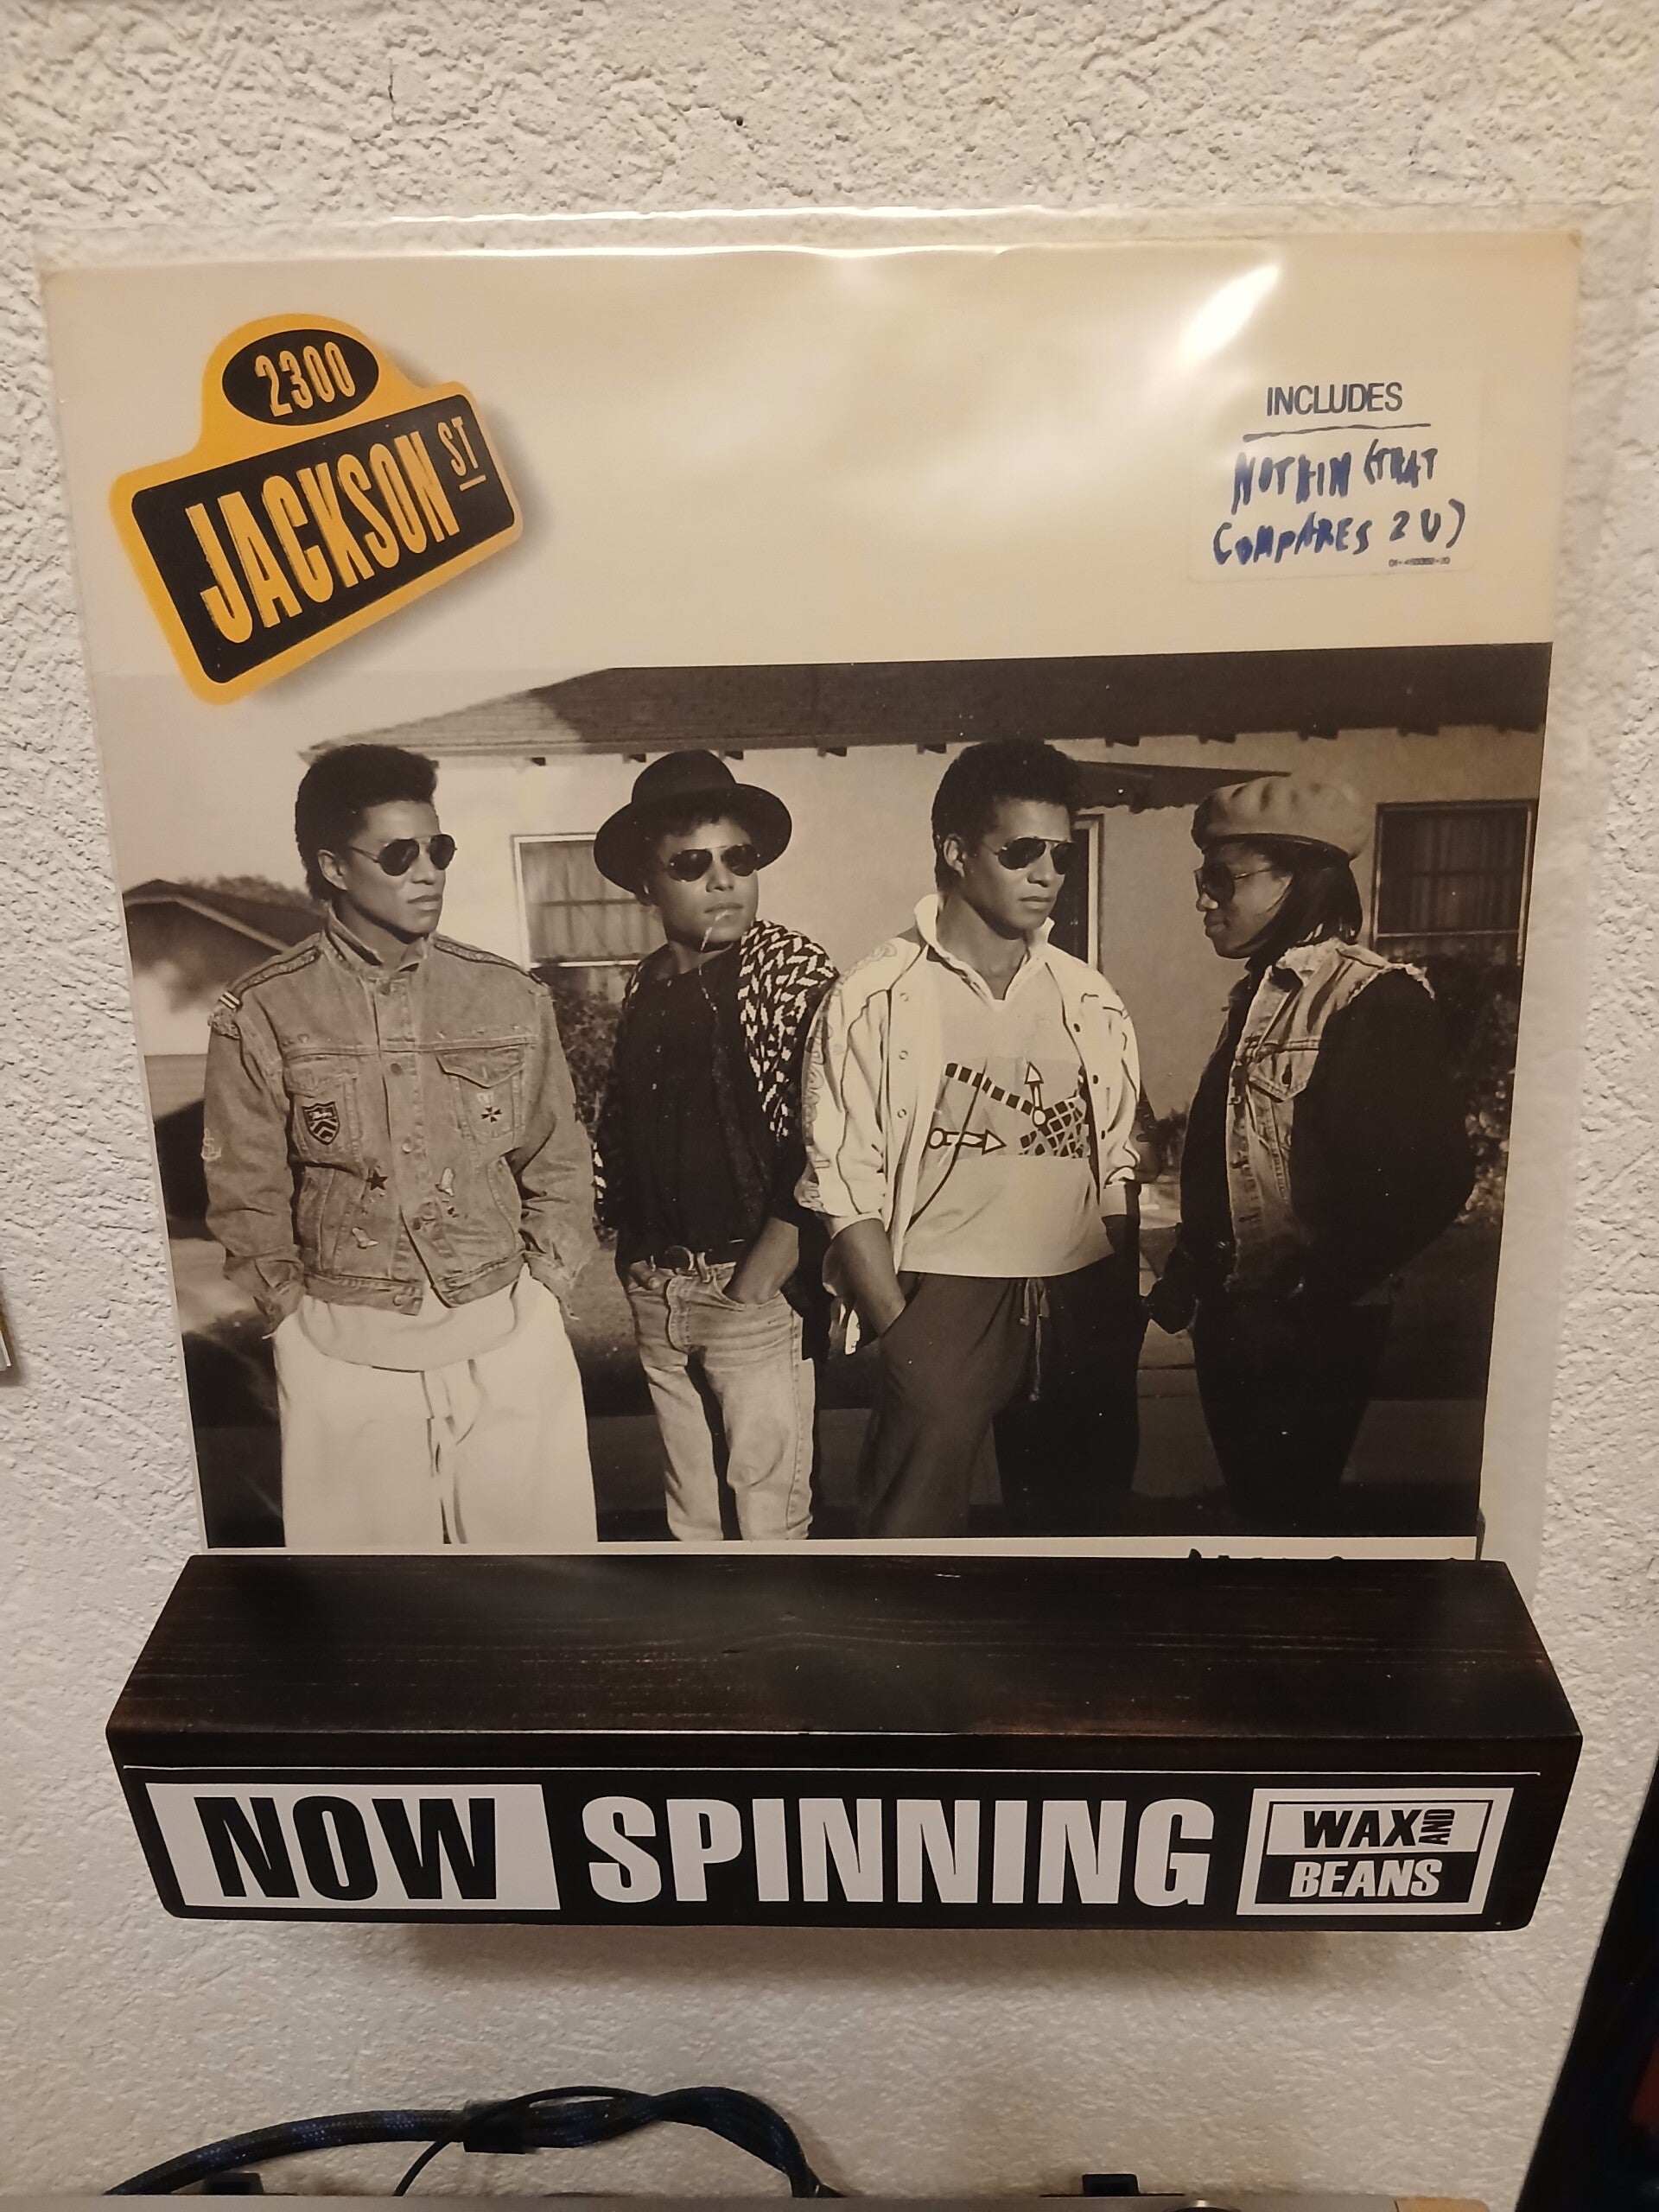 2300
JACKSON ST
INCLUDES
NOTHIN (THAT
COMPARES 2 U)
NOW SPINNING
WAX AND
BEANS